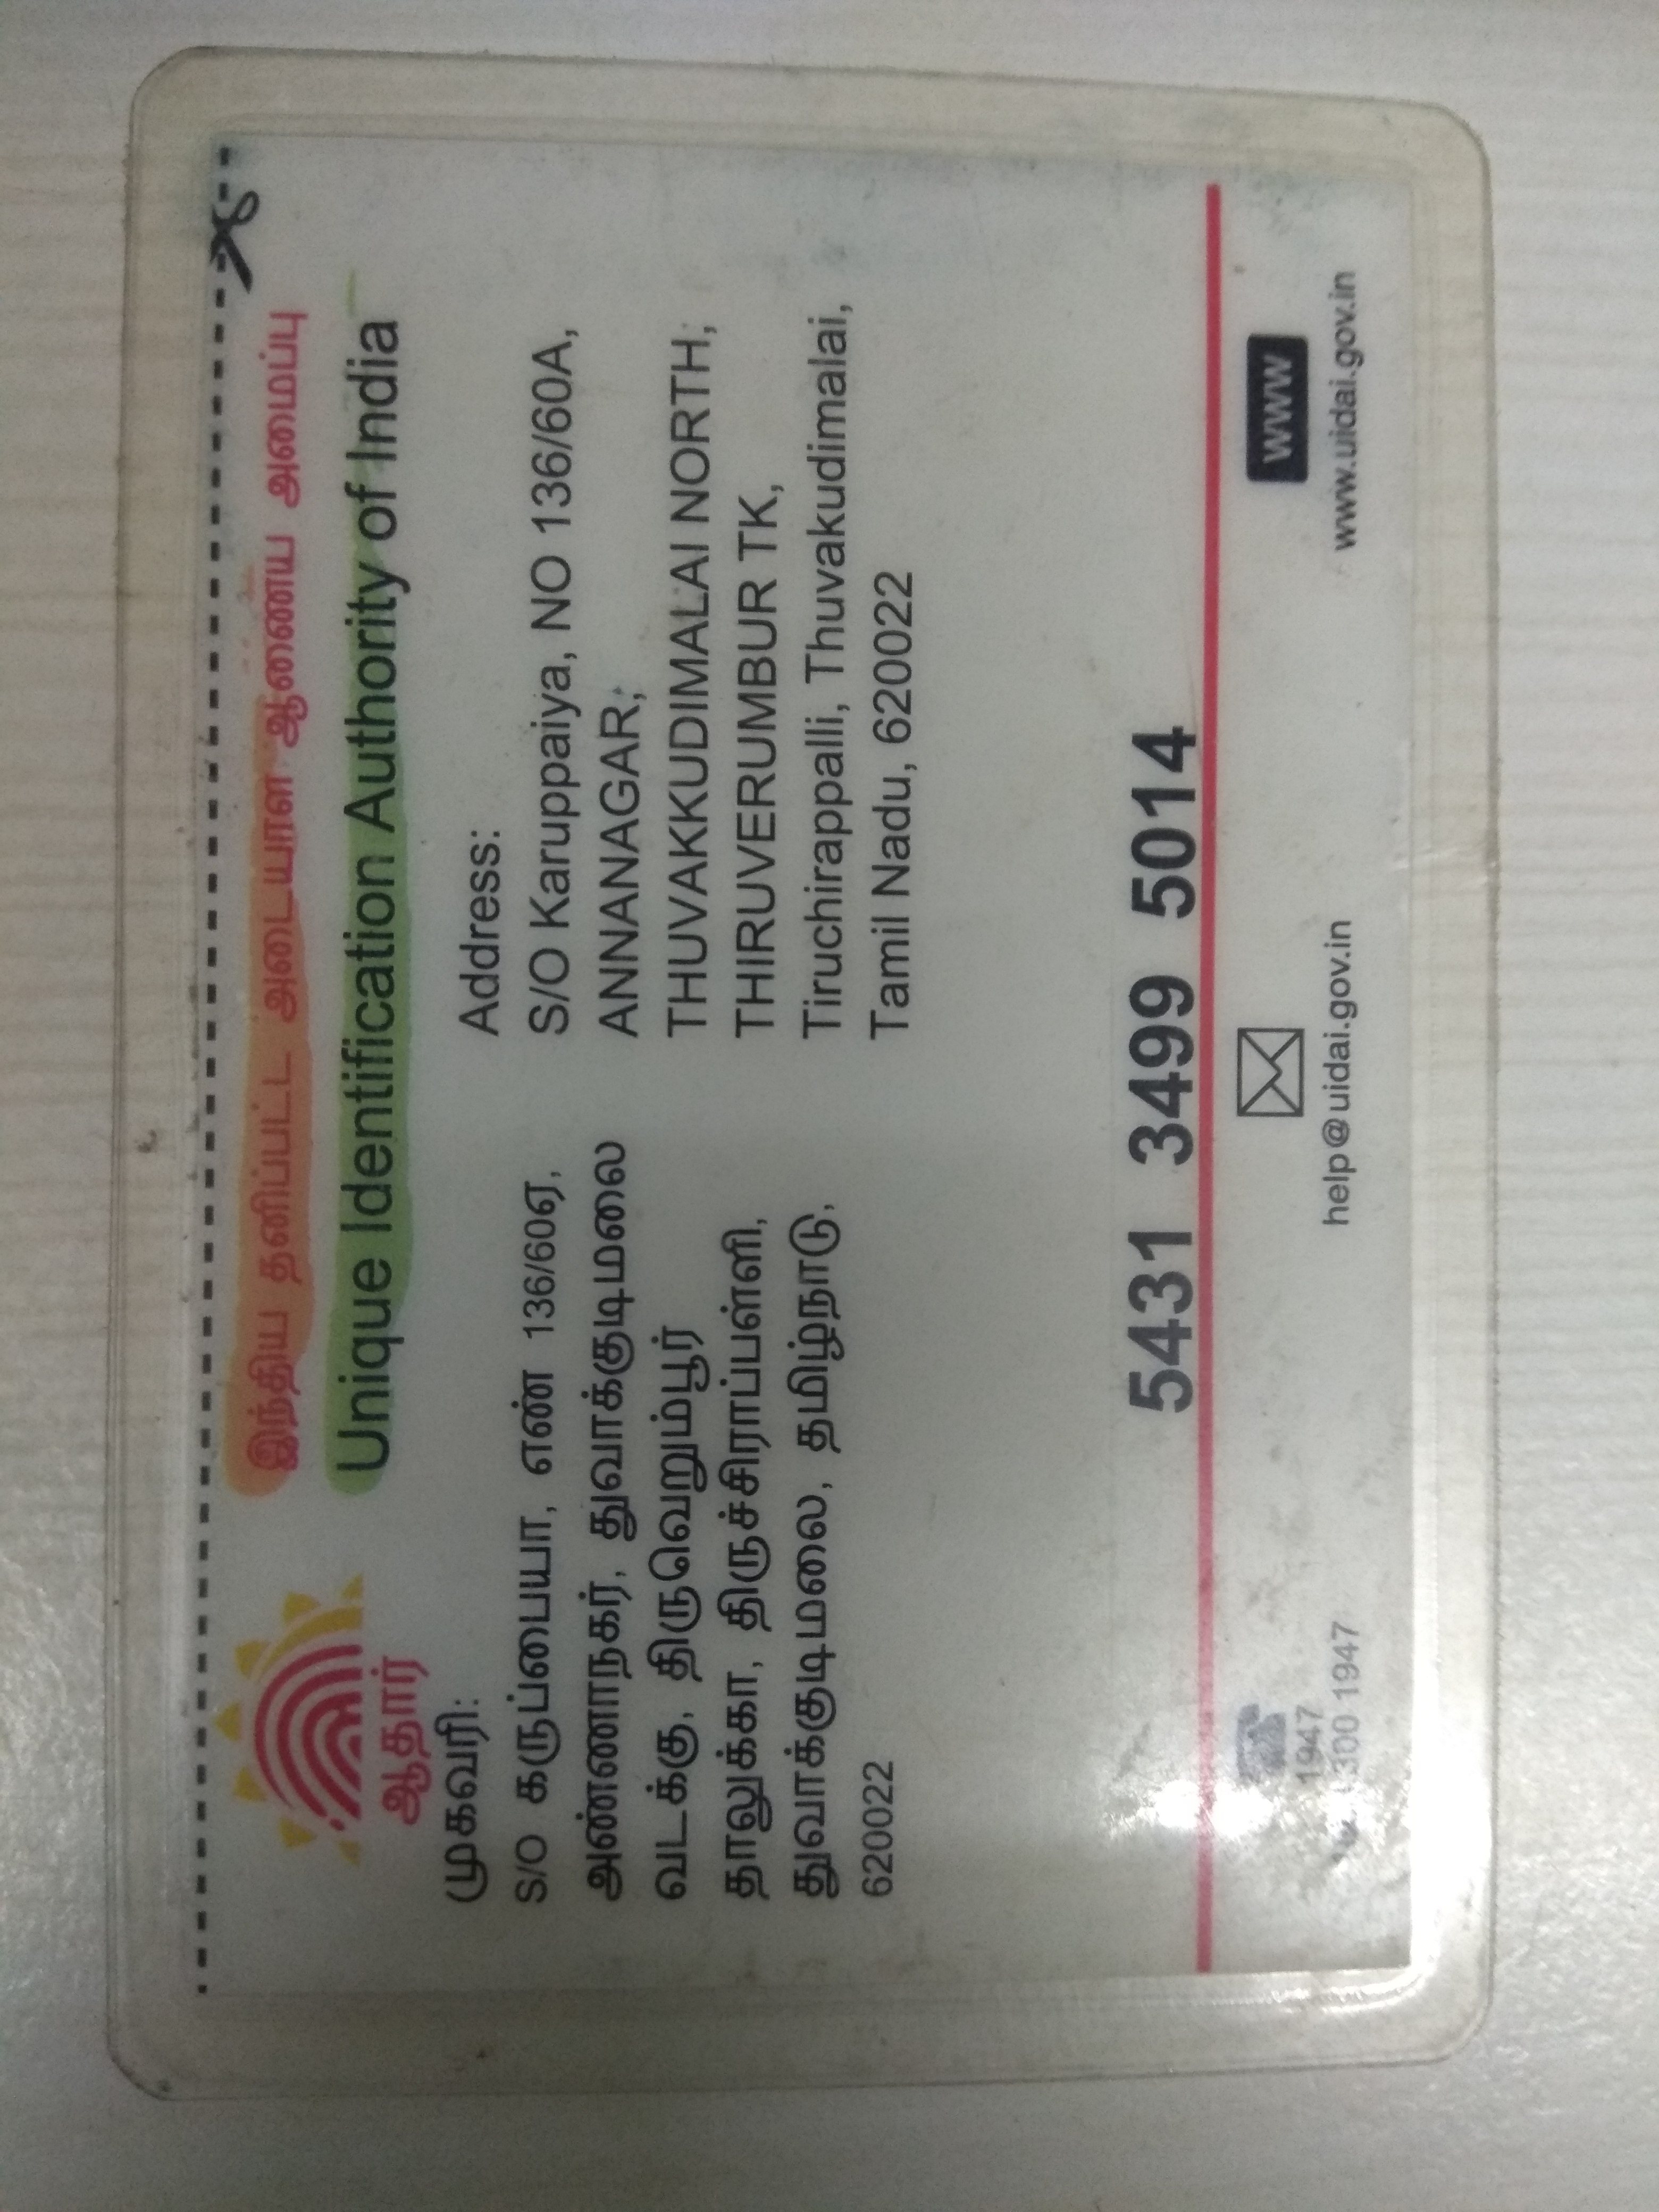 இந்திய தனிப்பட்ட அடையாள ஆணைய அமைப்பு
Unique Identification Authority of India
ஆதார்
முகவரி:
S/O கருப்பையா, எண் 136/60ஏ,
அண்ணாநகர், துவாக்குடிமலை
வடக்கு, திருவெறும்பூர்
தாலுக்கா, திருச்சிராப்பள்ளி,
துவாக்குடிமலை, தமிழ்நாடு,
620022
Address:
S/O Karuppaiya, NO 136/60A,
ANNANAGAR,
THUVAKKUDIMALAI NORTH,
THIRUVERUMBUR TK,
Tiruchirappalli, Thuvakudimalai,
Tamil Nadu, 620022
5431 3499 5014
1947
300 1947
help@uidai.gov.in
www
www.uidai.gov.in